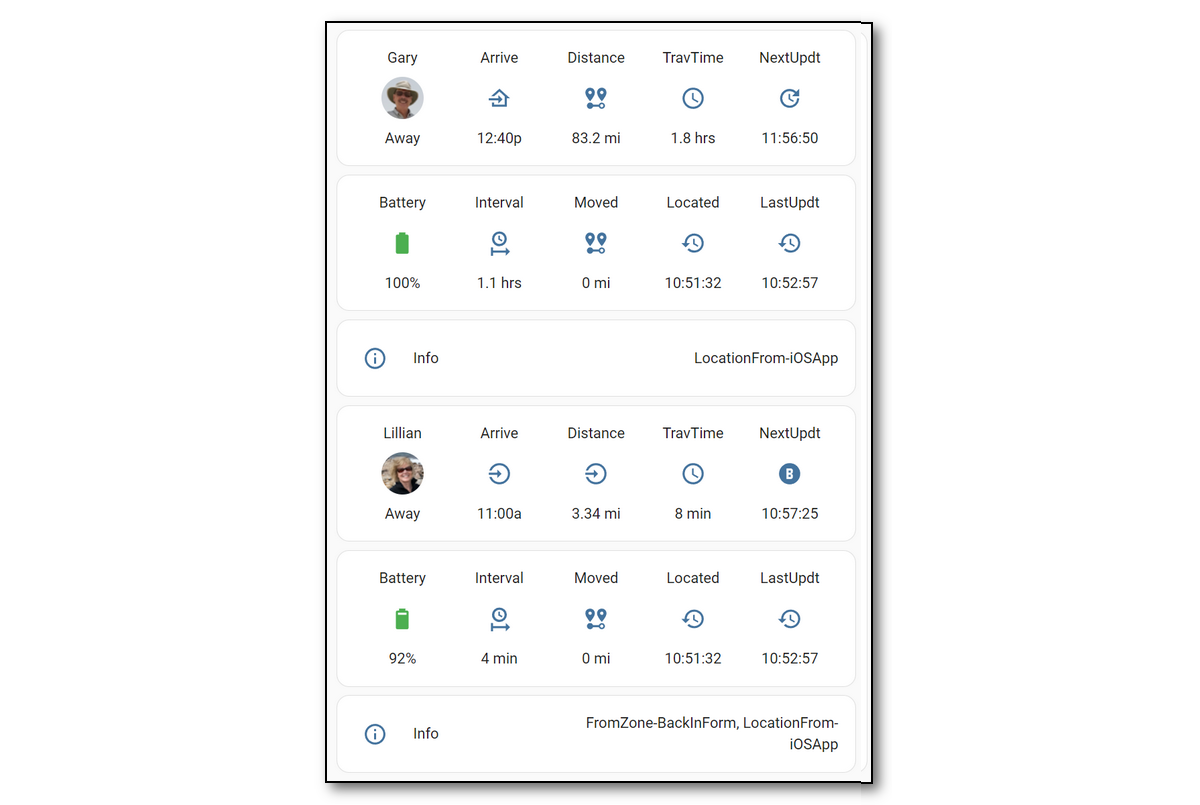 Gary Arrive Distance TravTime NextUpdt
Away 12:40p 83.2 mi 1.8 hrs 11:56:50
Battery Interval Moved Located LastUpdt
100% 1.1 hrs 0 mi 10:51:32 10:52:57
Info LocationFrom-iOSApp
Lillian Arrive Distance TravTime NextUpdt
B
Away 11:00a 3.34 mi 8 min 10:57:25
Battery Interval Moved Located LastUpdt
92% 4 min 0 mi 10:51:32 10:52:57
Info FromZone-BackInForm, LocationFrom-
iOSApp